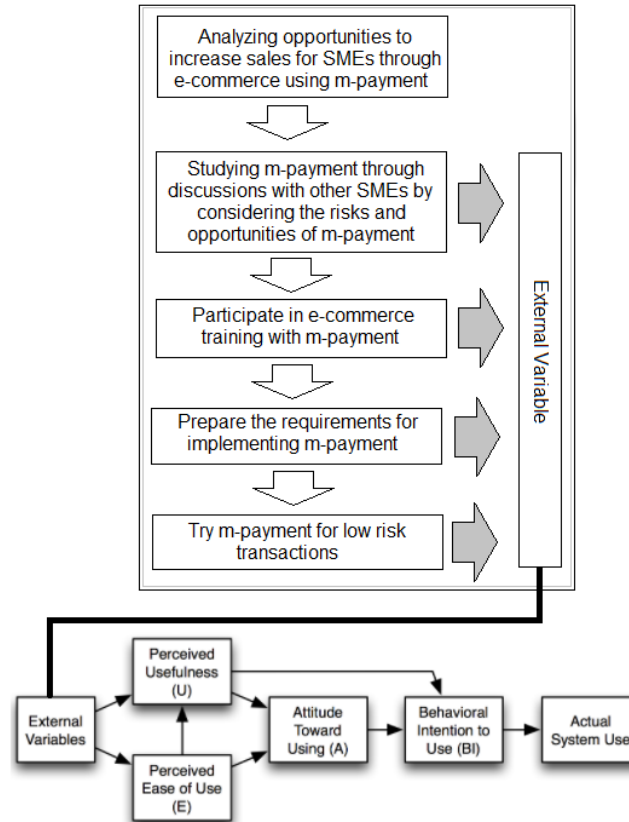 Analyzing opportunities to
increase sales for SMEs through
e-commerce using m-payment
Studying m-payment through
discussions with other SMEs by
considering the risks and
opportunities of m-payment
Participate in e-commerce
training with m-payment
Prepare the requirements for
implementing m-payment
Try m-payment for low risk
transactions
External Variable
External
Variables
Perceived
Usefulness
(U)
Perceived
Ease of Use
(E)
Attitude
Toward
Using (A)
Behavioral
Intention to
Use (BI)
Actual
System Use